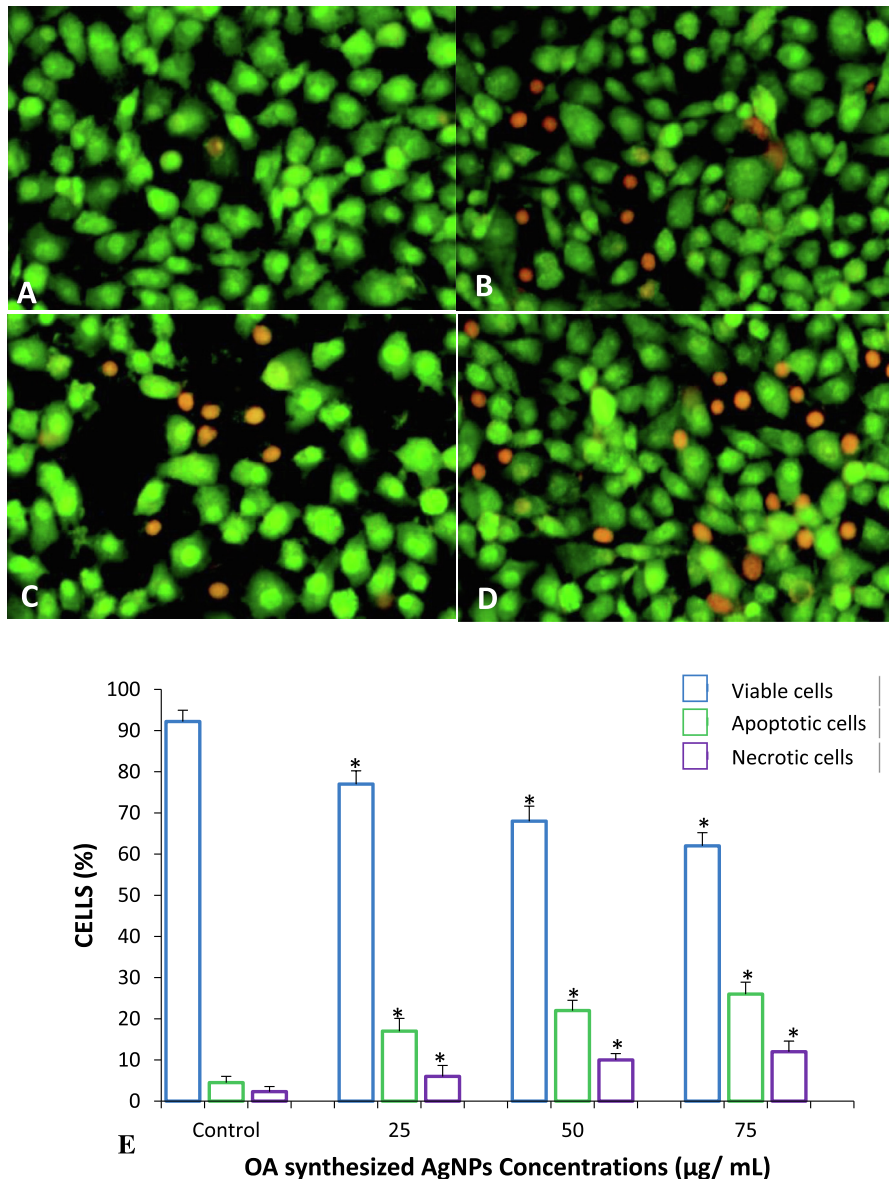 A
B
C
D
100
90
80
70
60
50
40
30
20
10
0
CELLS (%)
Viable cells
Apoptotic cells
Necrotic cells
*
*
*
*
*
*
*
*
*
Control 25 50 75
E
OA synthesized AgNPs Concentrations (µg/ mL)